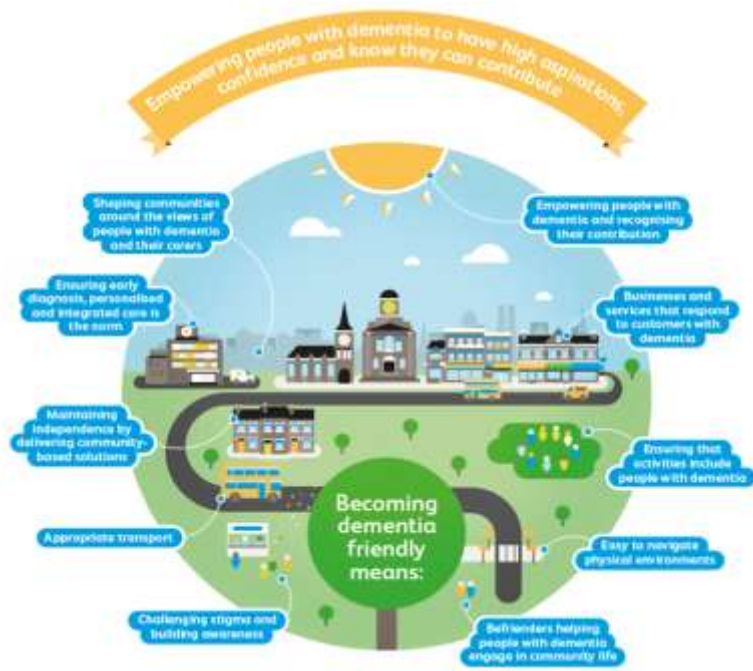 Empowering people with dementia to have high aspirations,
confidence and know they can contribute
Shaping communities
around the views of
people with dementia
and their carers
Empowering people with
dementia and recognising
their contribution
Ensuring early
diagnosis, personalised
and integrated care is
the norm
Businesses and
services that respond
to customers with
dementia
Maintaining
independence by
delivering community-
based solutions
Ensuring that
activities include
people with dementia
Becoming
dementia
friendly
means:
Appropriate transport
Easy to navigate
physical environments
Challenging stigma and
building awareness
Befrienders helping
people with dementia
engage in community life